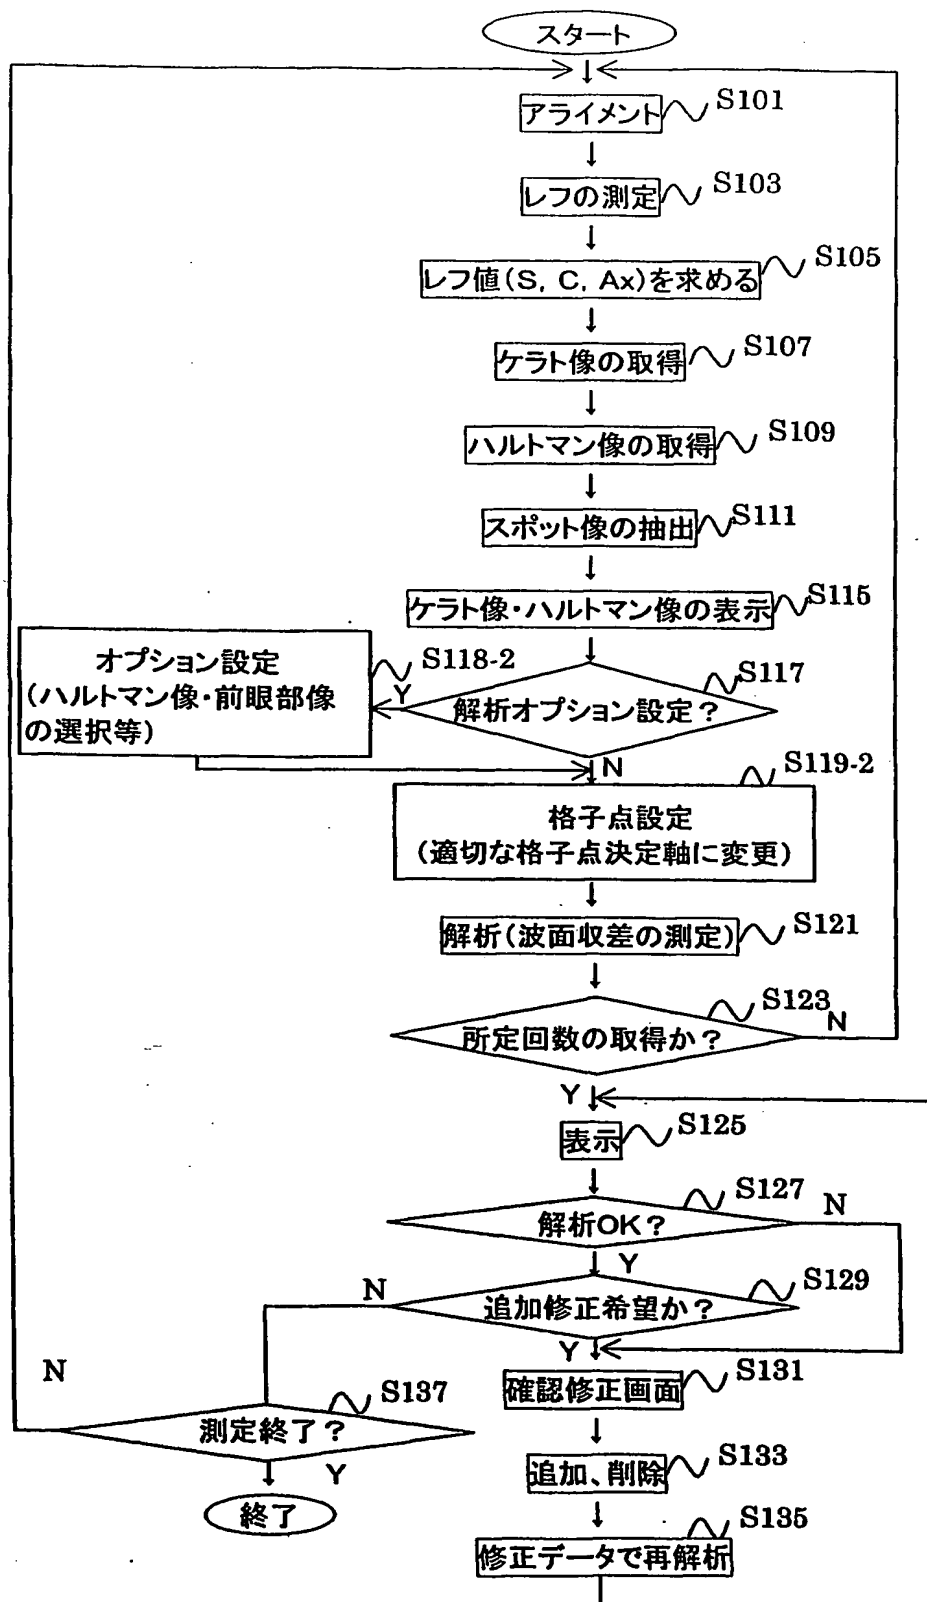 スタート
アライメント
S101
レフの測定
S103
レフ値(S, C, Ax)を求める
S105
ケラト像の取得
S107
ハルトマン像の取得
S109
スポット像の抽出
S111
ケラト像・ハルトマン像の表示
S115
オプション設定
(ハルトマン像・前眼部像
の選択等)
S118-2
Y
解析オプション設定？
S117
N
格子点設定
(適切な格子点決定軸に変更)
S119-2
解析(波面収差の測定)
S121
所定回数の取得か？
S123
N
Y
表示
S125
解析OK？
S127
N
Y
追加修正希望か？
S129
N
Y
確認修正画面
S131
測定終了？
S137
N
Y
終了
追加、削除
S133
修正データで再解析
S135